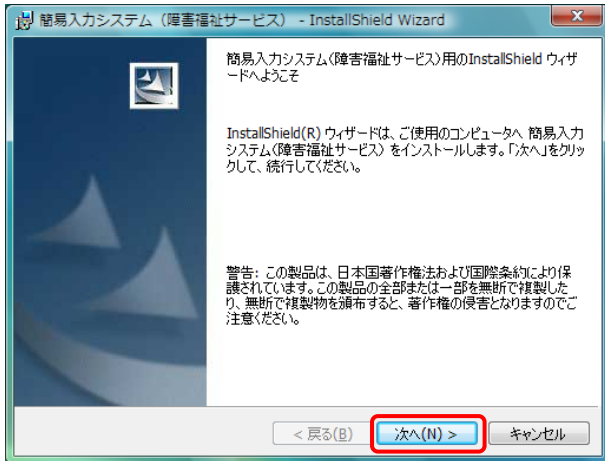 簡易入力システム（障害福祉サービス） - InstallShield Wizard
簡易入力システム(障害福祉サービス)用のInstallShield ウィザ
ードへようこそ
InstallShield(R) ウィザードは、ご使用のコンピュータへ 簡易入力
システム(障害福祉サービス) をインストールします。「次へ」をクリッ
クして、続行してください。
警告: この製品は、日本国著作権法および国際条約により保
護されています。この製品の全部または一部を無断で複製した
り、無断で複製物を頒布すると、著作権の侵害となりますのでご
注意ください。
< 戻る(B) 次へ(N) > キャンセル